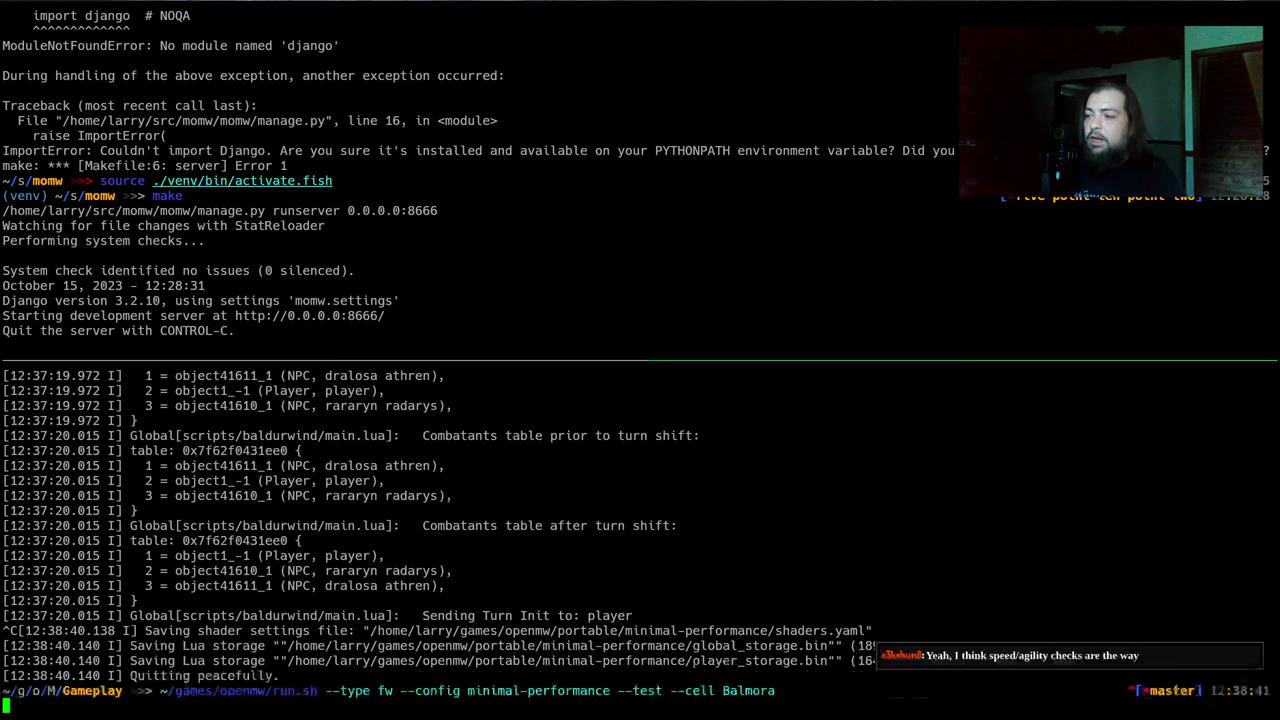 import django  # NOQA
^^^^^^^^^^^^^
ModuleNotFoundError: No module named 'django'
During handling of the above exception, another exception occurred:
Traceback (most recent call last):
File "/home/larry/src/momw/momw/manage.py", line 16, in <module>
raise ImportError(
ImportError: Couldn't import Django. Are you sure it's installed and available on your PYTHONPATH environment variable? Did you ?
make: *** [Makefile:6: server] Error 1
~/s/momw >>> source ./venv/bin/activate.fish
(venv) ~/s/momw >>> make
/home/larry/src/momw/momw/manage.py runserver 0.0.0.0:8666
Watching for file changes with StatReloader
Performing system checks...
System check identified no issues (0 silenced).
October 15, 2023 - 12:28:31
Django version 3.2.10, using settings 'momw.settings'
Starting development server at http://0.0.0.0:8666/
Quit the server with CONTROL-C.
[12:37:19.972 I]   1 = object41611_1 (NPC, dralosa athren),
[12:37:19.972 I]   2 = object1_-1 (Player, player),
[12:37:19.972 I]   3 = object41610_1 (NPC, rararyn radarys),
[12:37:19.972 I] }
[12:37:20.015 I] Global[scripts/baldurwind/main.lua]:   Combatants table prior to turn shift:
[12:37:20.015 I] table: 0x7f62f0431ee0 {
[12:37:20.015 I]   1 = object41611_1 (NPC, dralosa athren),
[12:37:20.015 I]   2 = object1_-1 (Player, player),
[12:37:20.015 I]   3 = object41610_1 (NPC, rararyn radarys),
[12:37:20.015 I] }
[12:37:20.015 I] Global[scripts/baldurwind/main.lua]:   Combatants table after turn shift:
[12:37:20.015 I] table: 0x7f62f0431ee0 {
[12:37:20.015 I]   1 = object1_-1 (Player, player),
[12:37:20.015 I]   2 = object41610_1 (NPC, rararyn radarys),
[12:37:20.015 I]   3 = object41611_1 (NPC, dralosa athren),
[12:37:20.015 I] }
[12:37:20.015 I] Global[scripts/baldurwind/main.lua]:   Sending Turn Init to: player
^C[12:38:40.138 I] Saving shader settings file: "/home/larry/games/openmw/portable/minimal-performance/shaders.yaml"
[12:38:40.140 I] Saving Lua storage ""/home/larry/games/openmw/portable/minimal-performance/global_storage.bin""
[12:38:40.140 I] Saving Lua storage ""/home/larry/games/openmw/portable/minimal-performance/player_storage.bin""
: Yeah, I think speed/agility checks are the way
[12:38:40.140 I] Quitting peacefully.
~/g/o/M/Gameplay >>> ~/games/openmw/run.sh --type fw --config minimal-performance --test --cell Balmora [*master] 12:38:41